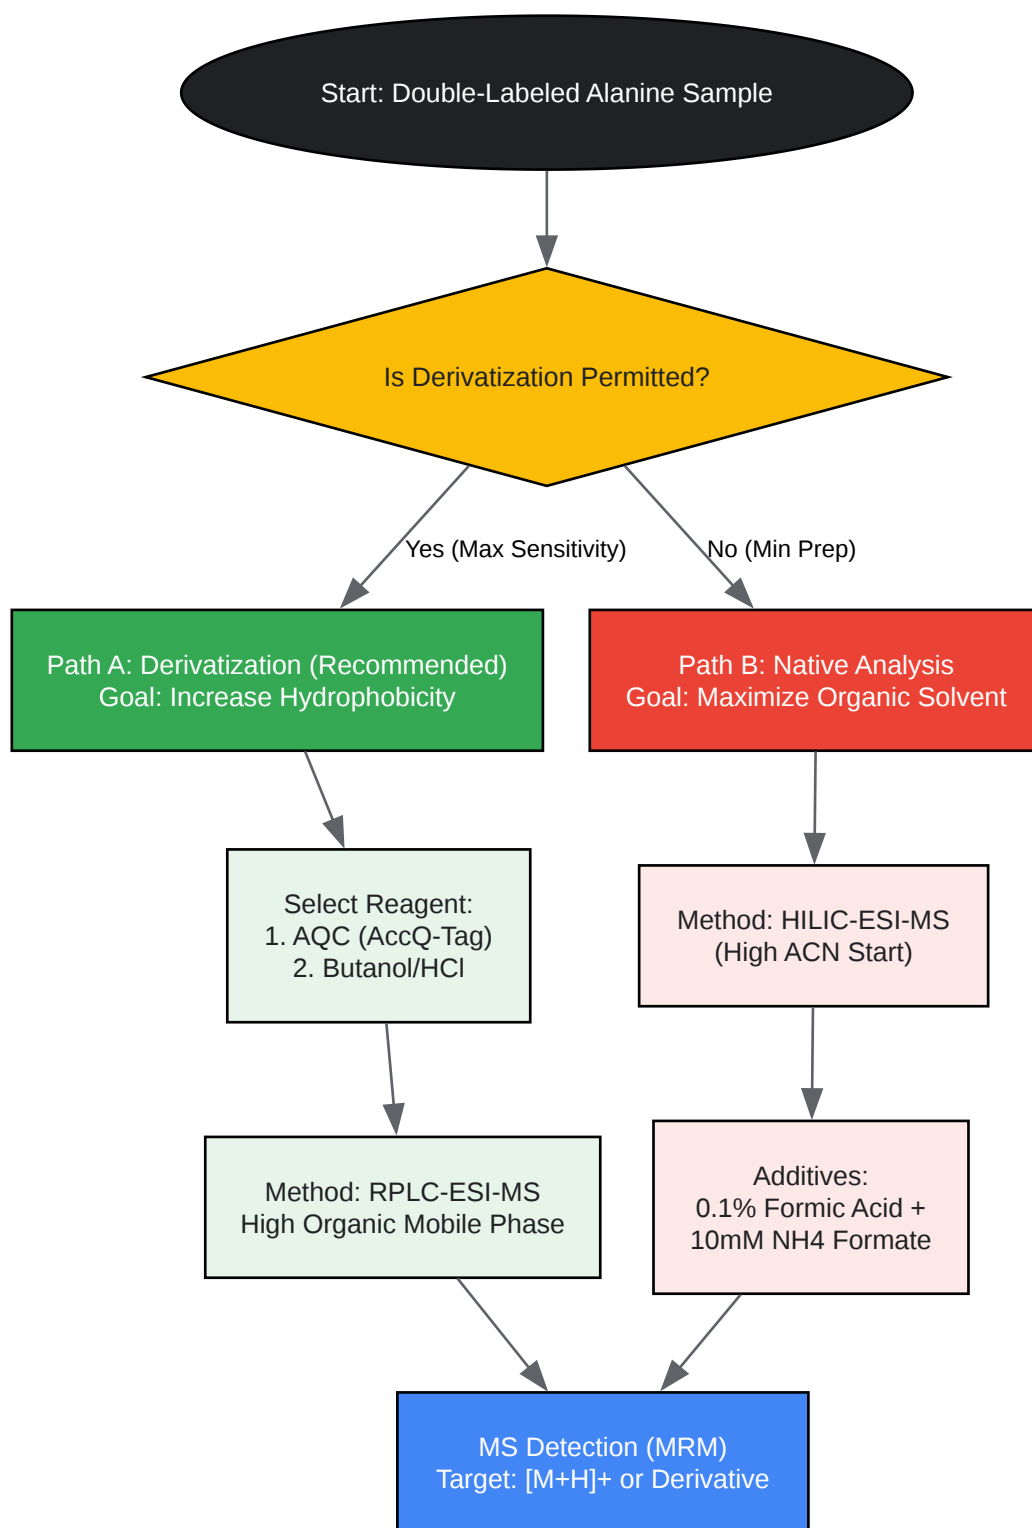 Start: Double-Labeled Alanine Sample
Is Derivatization Permitted?
Yes (Max Sensitivity)
No (Min Prep)
Path A: Derivatization (Recommended)
Goal: Increase Hydrophobicity
Path B: Native Analysis
Goal: Maximize Organic Solvent
Select Reagent:
1. AQC (AccQ-Tag)
2. Butanol/HCl
Method: HILIC-ESI-MS
(High ACN Start)
Method: RPLC-ESI-MS
High Organic Mobile Phase
Additives:
0.1% Formic Acid +
10mM NH4 Formate
MS Detection (MRM)
Target: [M+H]+ or Derivative